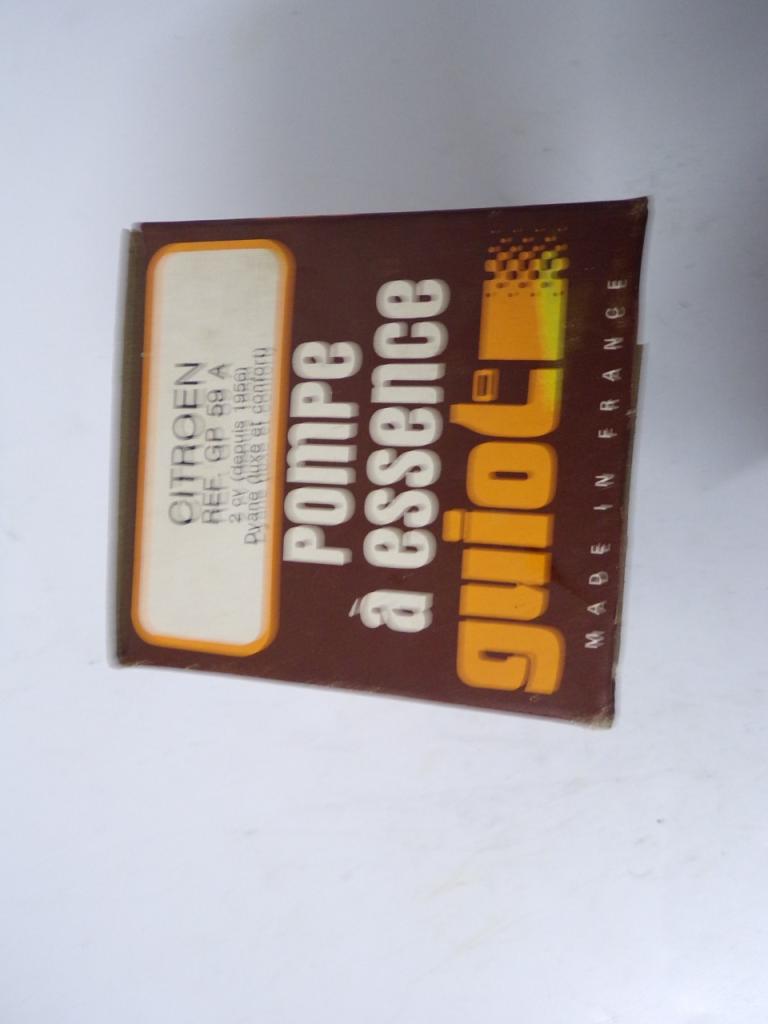 CITROEN
REF. GP 59 A
2 cv (depuis 1956)
Dyane (luxe et confort)
POMPE
à essence
guiot
MADE IN FRANCE